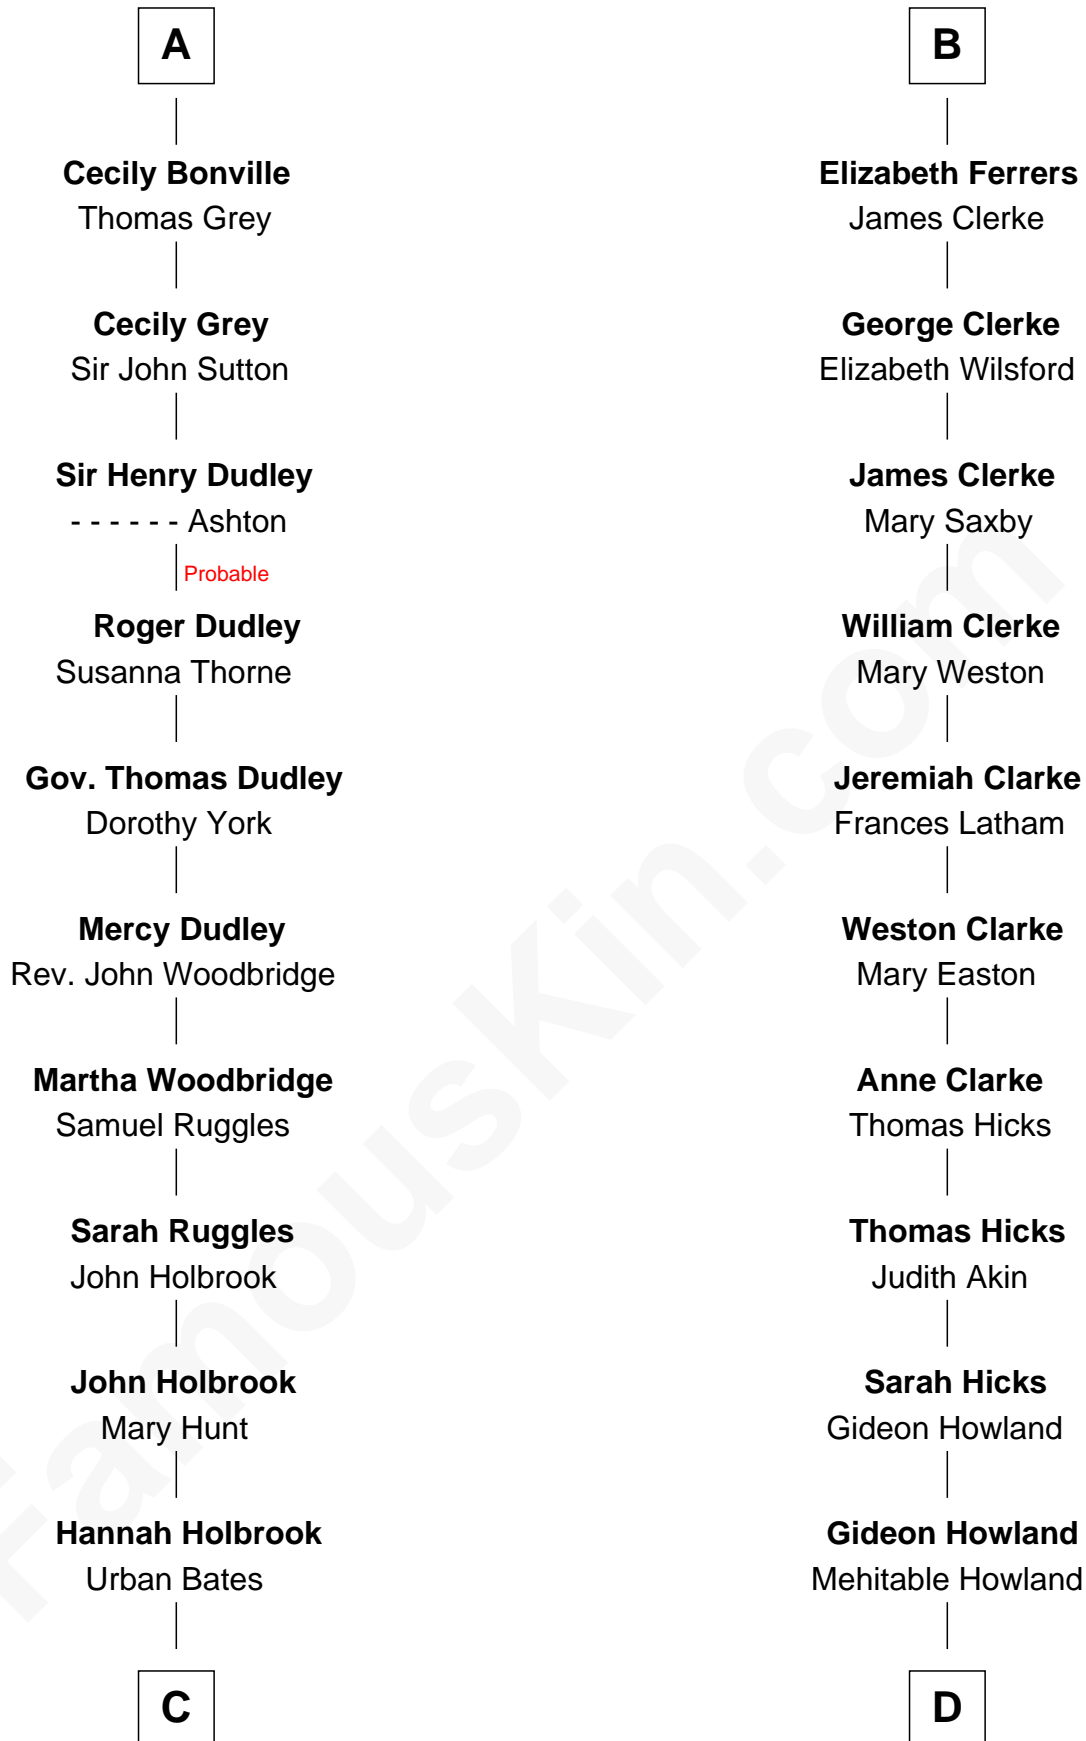 A
Cecily Bonville
Thomas Grey
Cecily Grey
Sir John Sutton
Sir Henry Dudley
- - - - - - Ashton
Probable
Roger Dudley
Susanna Thorne
Gov. Thomas Dudley
Dorothy York
Mercy Dudley
Rev. John Woodbridge
Martha Woodbridge
Samuel Ruggles
Sarah Ruggles
John Holbrook
John Holbrook
Mary Hunt
Hannah Holbrook
Urban Bates
C
B
Elizabeth Ferrers
James Clerke
George Clerke
Elizabeth Wilsford
James Clerke
Mary Saxby
William Clerke
Mary Weston
Jeremiah Clarke
Frances Latham
Weston Clarke
Mary Easton
Anne Clarke
Thomas Hicks
Thomas Hicks
Judith Akin
Sarah Hicks
Gideon Howland
Gideon Howland
Mehitable Howland
D
FamousKin.com